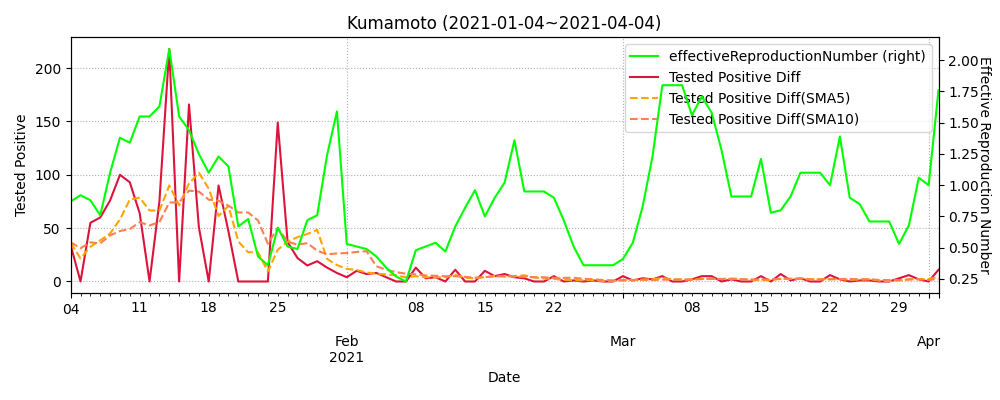 Kumamoto (2021-01-04~2021-04-04)
effectiveReproductionNumber (right)
Tested Positive Diff
Tested Positive Diff(SMA5)
Tested Positive Diff(SMA10)
Tested Positive
200
150
100
50
0
Effective Reproduction Number
2.00
1.75
1.50
1.25
1.00
0.75
0.50
0.25
04 11 18 25 08 15 22 08 15 22 29
Feb Mar Apr
2021
Date